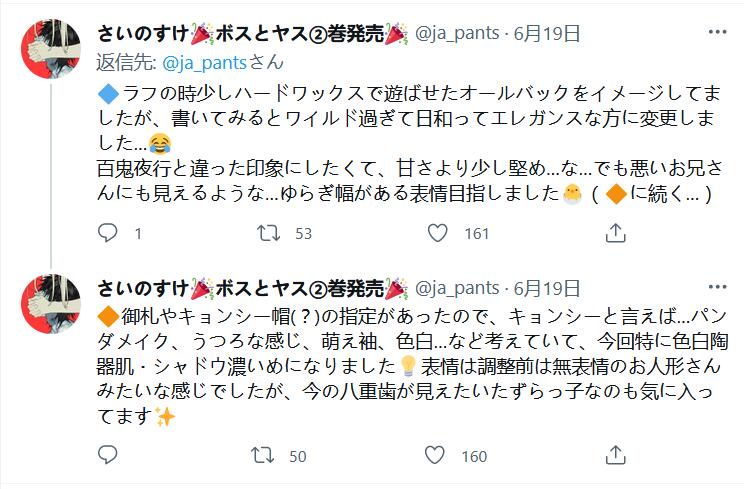 さいのすけ🎉ボスとヤス②巻発売🎉 @ja_pants · 6月19日
返信先: @ja_pantsさん
🔷ラフの時少しハードワックスで遊ばせたオールバックをイメージしてま
したが、書いてみるとワイルド過ぎて日和ってエレガンスな方に変更しま
した...😂
百鬼夜行と違った印象にしたくて、甘さより少し堅め...な...でも悪いお兄さ
んにも見えるような...ゆらぎ幅がある表情目指しました🐣 ( 🔶に続く... )
1 53 161
さいのすけ🎉ボスとヤス②巻発売🎉 @ja_pants · 6月19日
🔶御札やキョンシー帽(？)の指定があったので、キョンシーと言えば...パン
ダメイク、うつろな感じ、萌え袖、色白...など考えていて、今回特に色白陶
器肌・シャドウ濃いめになりました💡表情は調整前は無表情のお人形さん
みたいな感じでしたが、今の八重歯が見えたいたずらっ子なのも気に入っ
てます✨
50 160